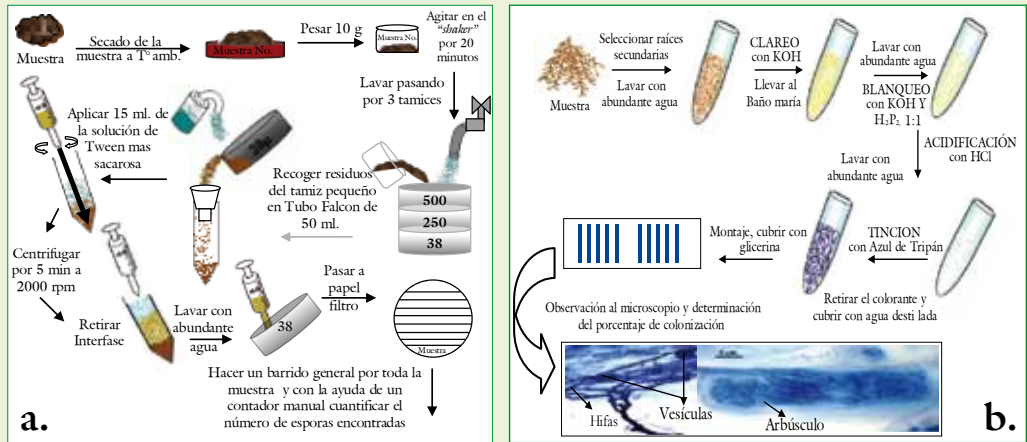 Muestra
Secado de la
muestra a Tº amb.
Muestra No.
Pesar 10 g
Muestra No.
Agitar en el
"shaker"
por 20
minutos
Lavar pasando
por 3 tamices
500
250
38
Recoger residuos
del tamiz pequeño
en Tubo Falcon de
50 ml.
Aplicar 15 ml. de
la solución de
Tween mas
sacarosa
Centrifugar
por 5 min a
2000 rpm
Retirar
Interfase
Lavar con
abundante
agua
38
Pasar a
papel
filtro
Muestra
Hacer un barrido general por toda la
muestra y con la ayuda de un
contador manual cuantificar el
número de esporas encontradas
a.
Muestra
Seleccionar raíces
secundarias
Lavar con
abundante agua
CLAREO
con KOH
Llevar al
Baño maría
Lavar con
abundante agua
BLANQUEO
con KOH Y
H₂P₂, 1:1
ACIDIFICACIÓN
con HCl
Lavar con
abundante agua
TINCION
con Azul de Tripán
Retirar el colorante y
cubrir con agua desti lada
Montaje, cubrir con
glicerina
Observación al microscopio y determinación
del porcentaje de colonización
Hifas
Vesículas
Arbúsculo
b.